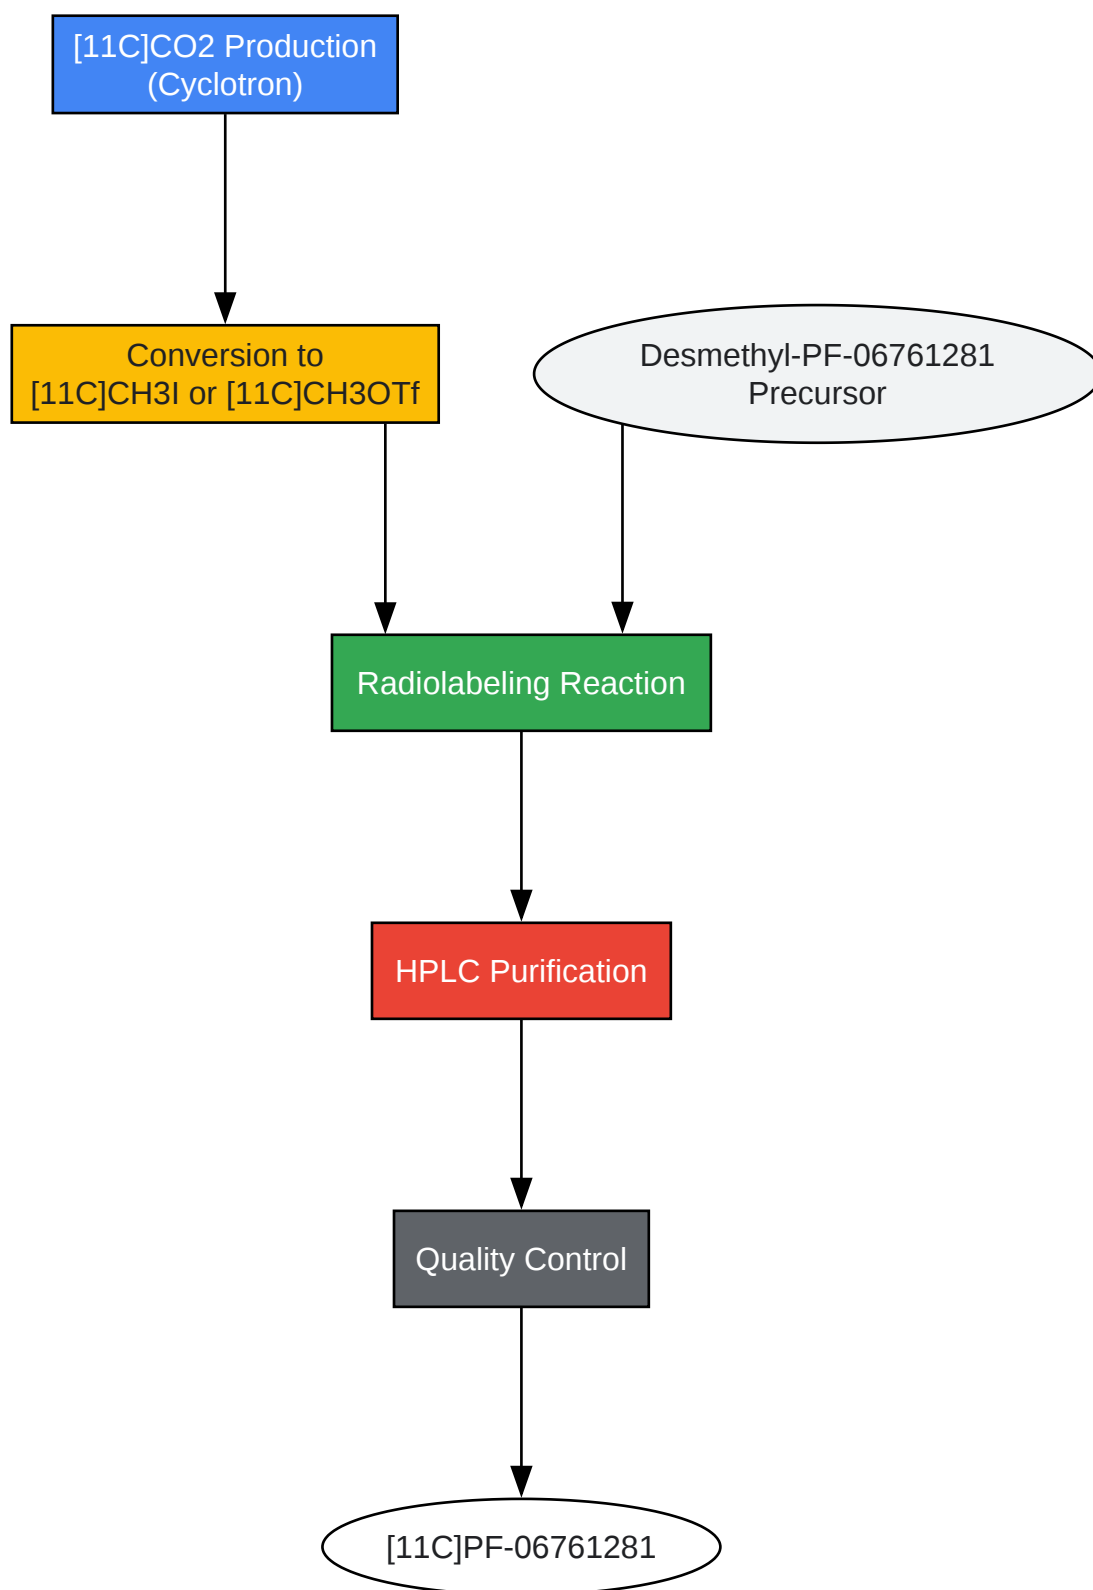 [11C]CO2 Production
(Cyclotron)
Conversion to
[11C]CH3I or [11C]CH3OTf
Desmethyl-PF-06761281
Precursor
Radiolabeling Reaction
HPLC Purification
Quality Control
[11C]PF-06761281